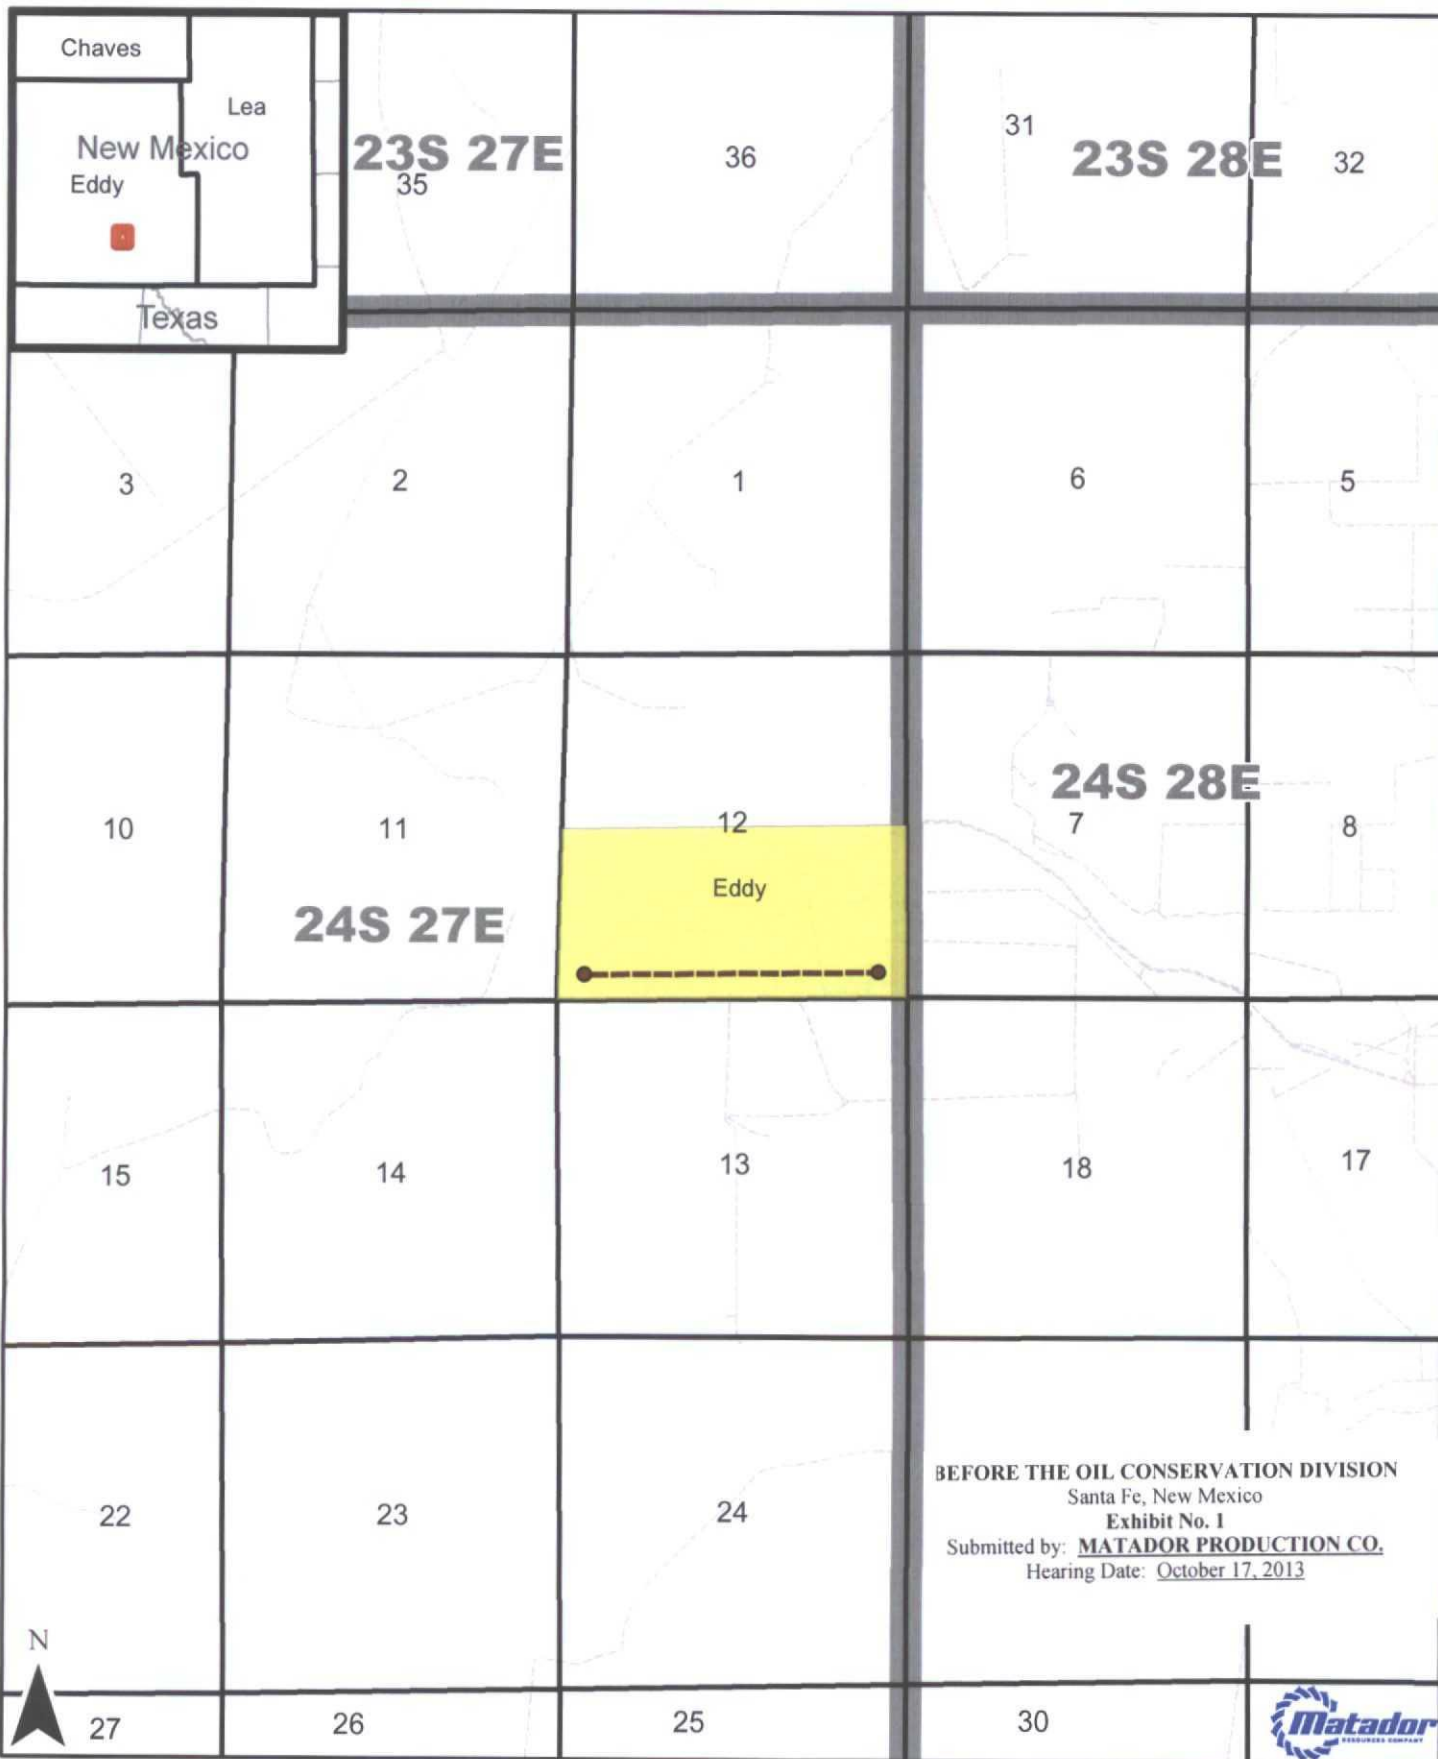 Chaves
Lea
New Mexico
Eddy
Texas
23S 27E
35
36
31
23S 28E
32
3
2
1
6
5
10
11
12
Eddy
24S 27E
24S 28E
7
8
15
14
13
18
17
22
23
24
BEFORE THE OIL CONSERVATION DIVISION
Santa Fe, New Mexico
Exhibit No. 1
Submitted by: MATADOR PRODUCTION CO.
Hearing Date: October 17, 2013
N
27
26
25
30
Matador
RESOURCES COMPANY